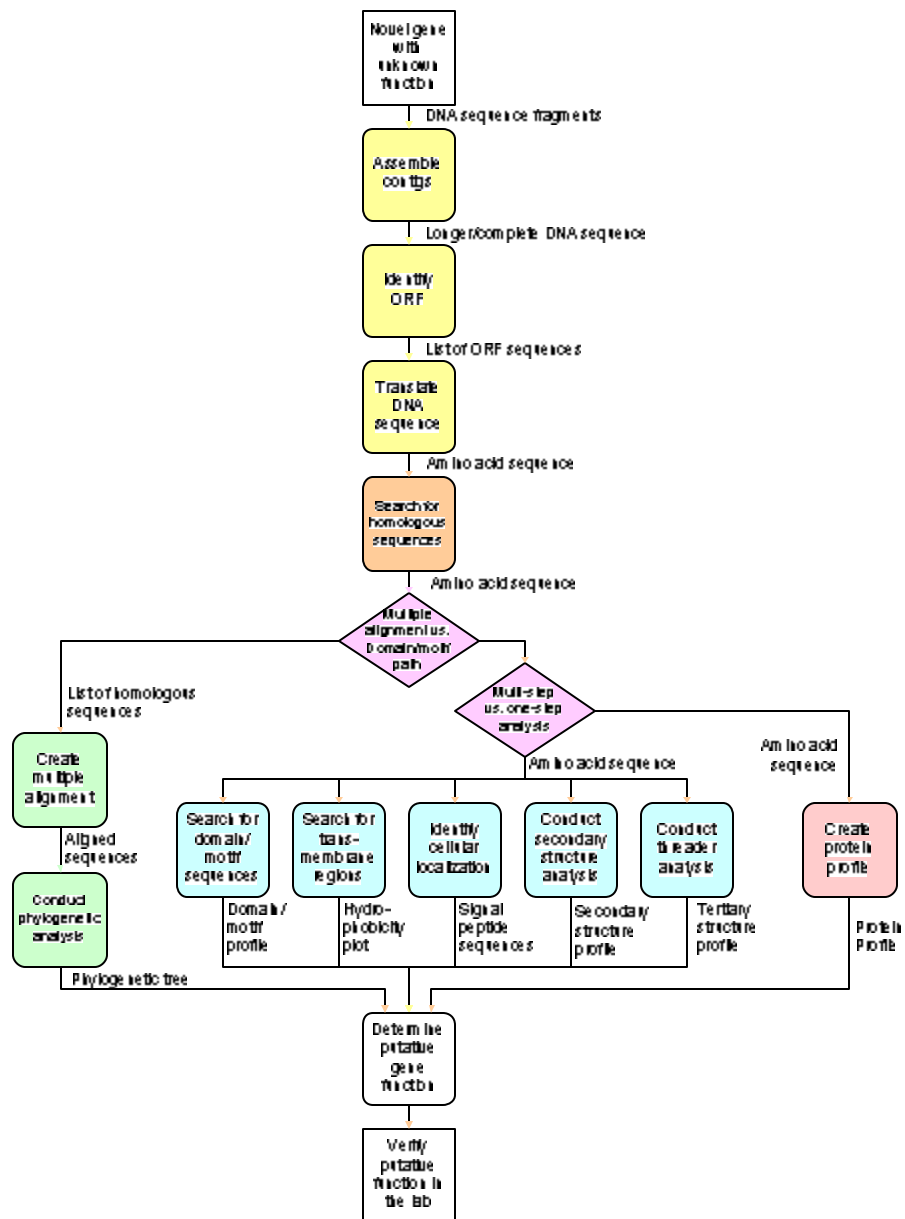 Novel gene
with
unknown
function
DNA sequence fragments
Assemble
contigs
Longer/complete DNA sequence
Identify
ORF
List of ORF sequences
Translate
DNA
sequence
Amino acid sequence
Search for
homologous
sequences
Amino acid sequence
Multiple
alignment vs.
Domain/motif
path
List of homologous
sequences
Multi-step
vs. one-step
analysis
Amino acid sequence
Amino acid
sequence
Create
multiple
alignment
Aligned
sequences
Conduct
phylogenetic
analysis
Phylogenetic tree
Search for
domain/
motif
sequences
Domain/
motif
profile
Search for
trans-
membrane
regions
Hydro-
phobicity
plot
Identify
cellular
localization
Signal
peptide
sequences
Conduct
secondary
structure
analysis
Secondary
structure
profile
Conduct
threader
analysis
Tertiary
structure
profile
Create
protein
profile
Protein
Profile
Determine
putative
gene
function
Verify
putative
function in
the lab